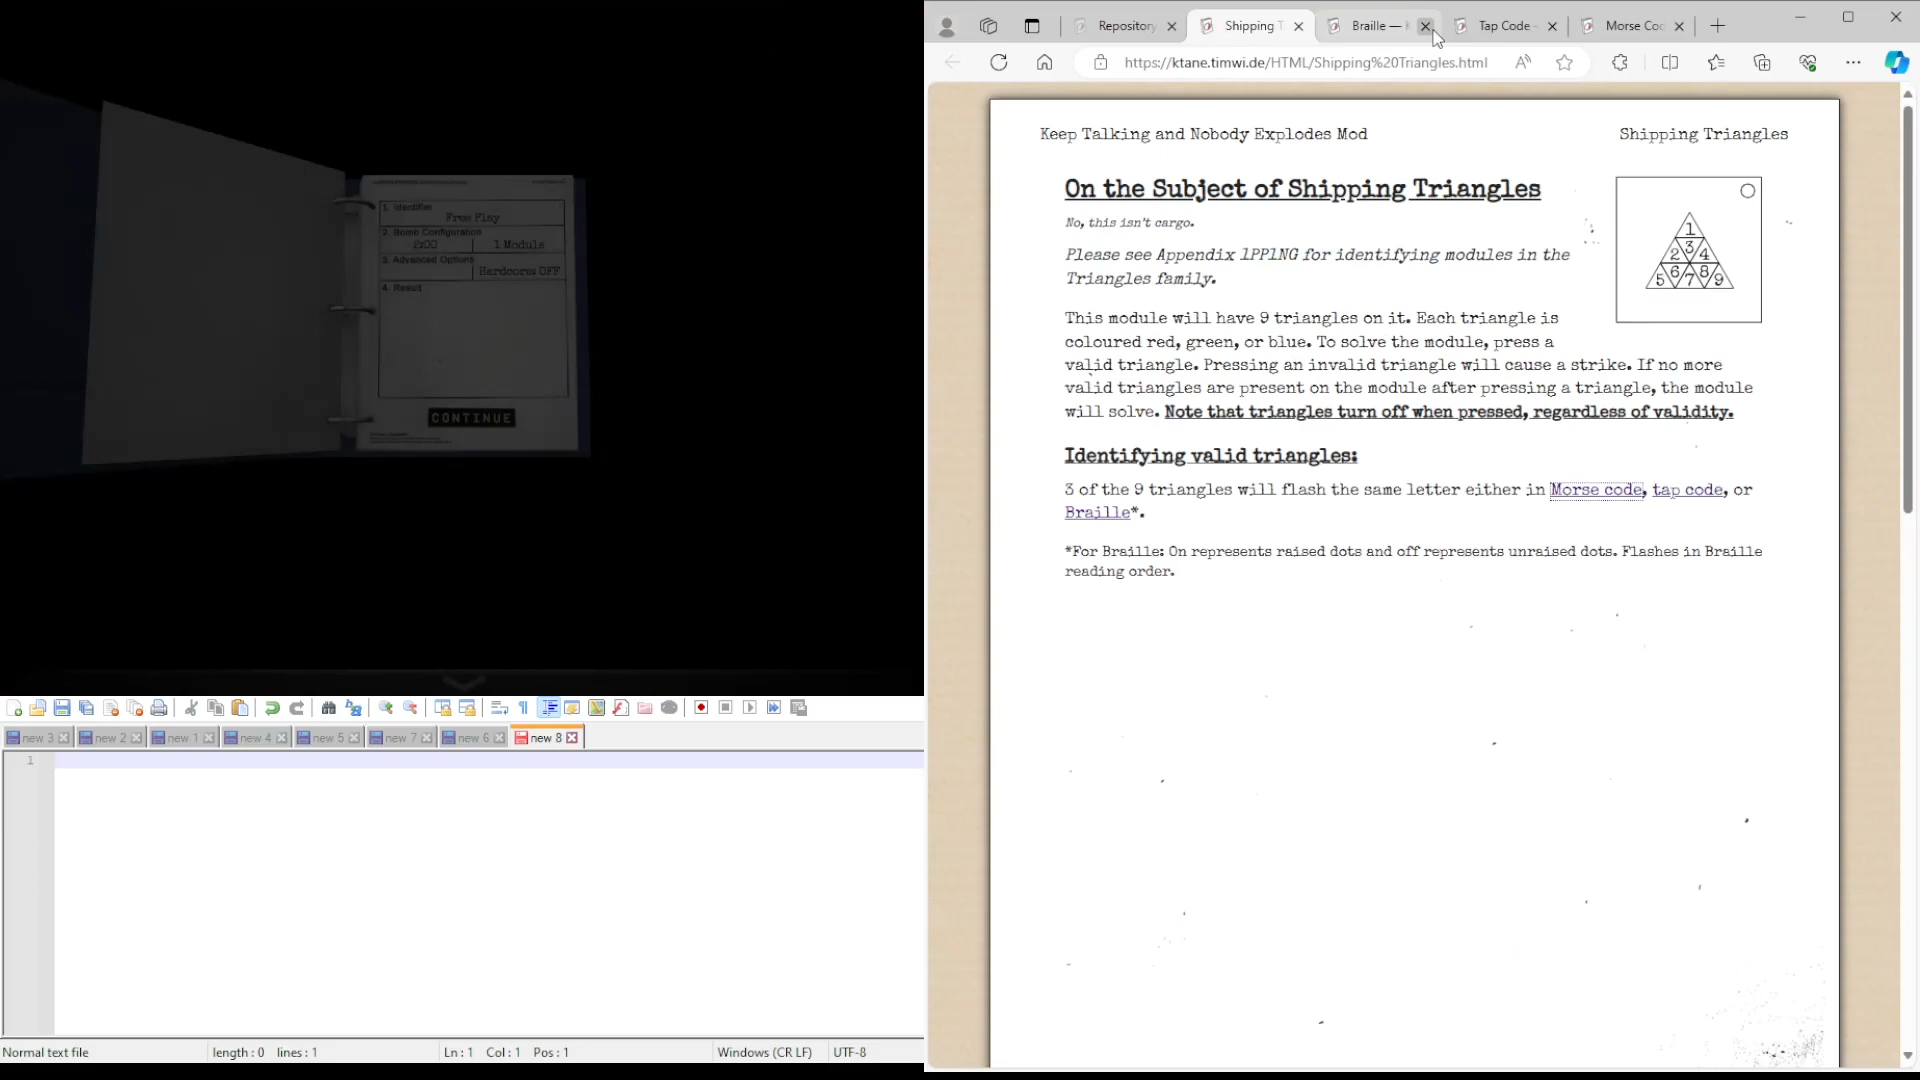 Repository
Shipping T
Braille —
Tap Code -
Morse Coc
https://ktane.timwi.de/HTML/Shipping%20Triangles.html
1. Identifier
Free Play
2. Bomb Configuration
2:00
1 Module
3. Advanced Options
Hardcore: OFF
4. Result
CONTINUE
Keep Talking and Nobody Explodes Mod
Shipping Triangles
On the Subject of Shipping Triangles
No, this isn't cargo.
Please see Appendix 1PP1NG for identifying modules in the
Triangles family.
1
2 3 4
5 6 7 8 9
This module will have 9 triangles on it. Each triangle is
coloured red, green, or blue. To solve the module, press a
valid triangle. Pressing an invalid triangle will cause a strike. If no more
valid triangles are present on the module after pressing a triangle, the module
will solve. Note that triangles turn off when pressed, regardless of validity.
Identifying valid triangles:
3 of the 9 triangles will flash the same letter either in Morse code, tap code, or
Braille*.
*For Braille: On represents raised dots and off represents unraised dots. Flashes in Braille
reading order.
new 3
new 2
new 1
new 4
new 5
new 7
new 6
new 8
1
Normal text file
length : 0 lines : 1
Ln : 1 Col : 1 Pos : 1
Windows (CR LF)
UTF-8